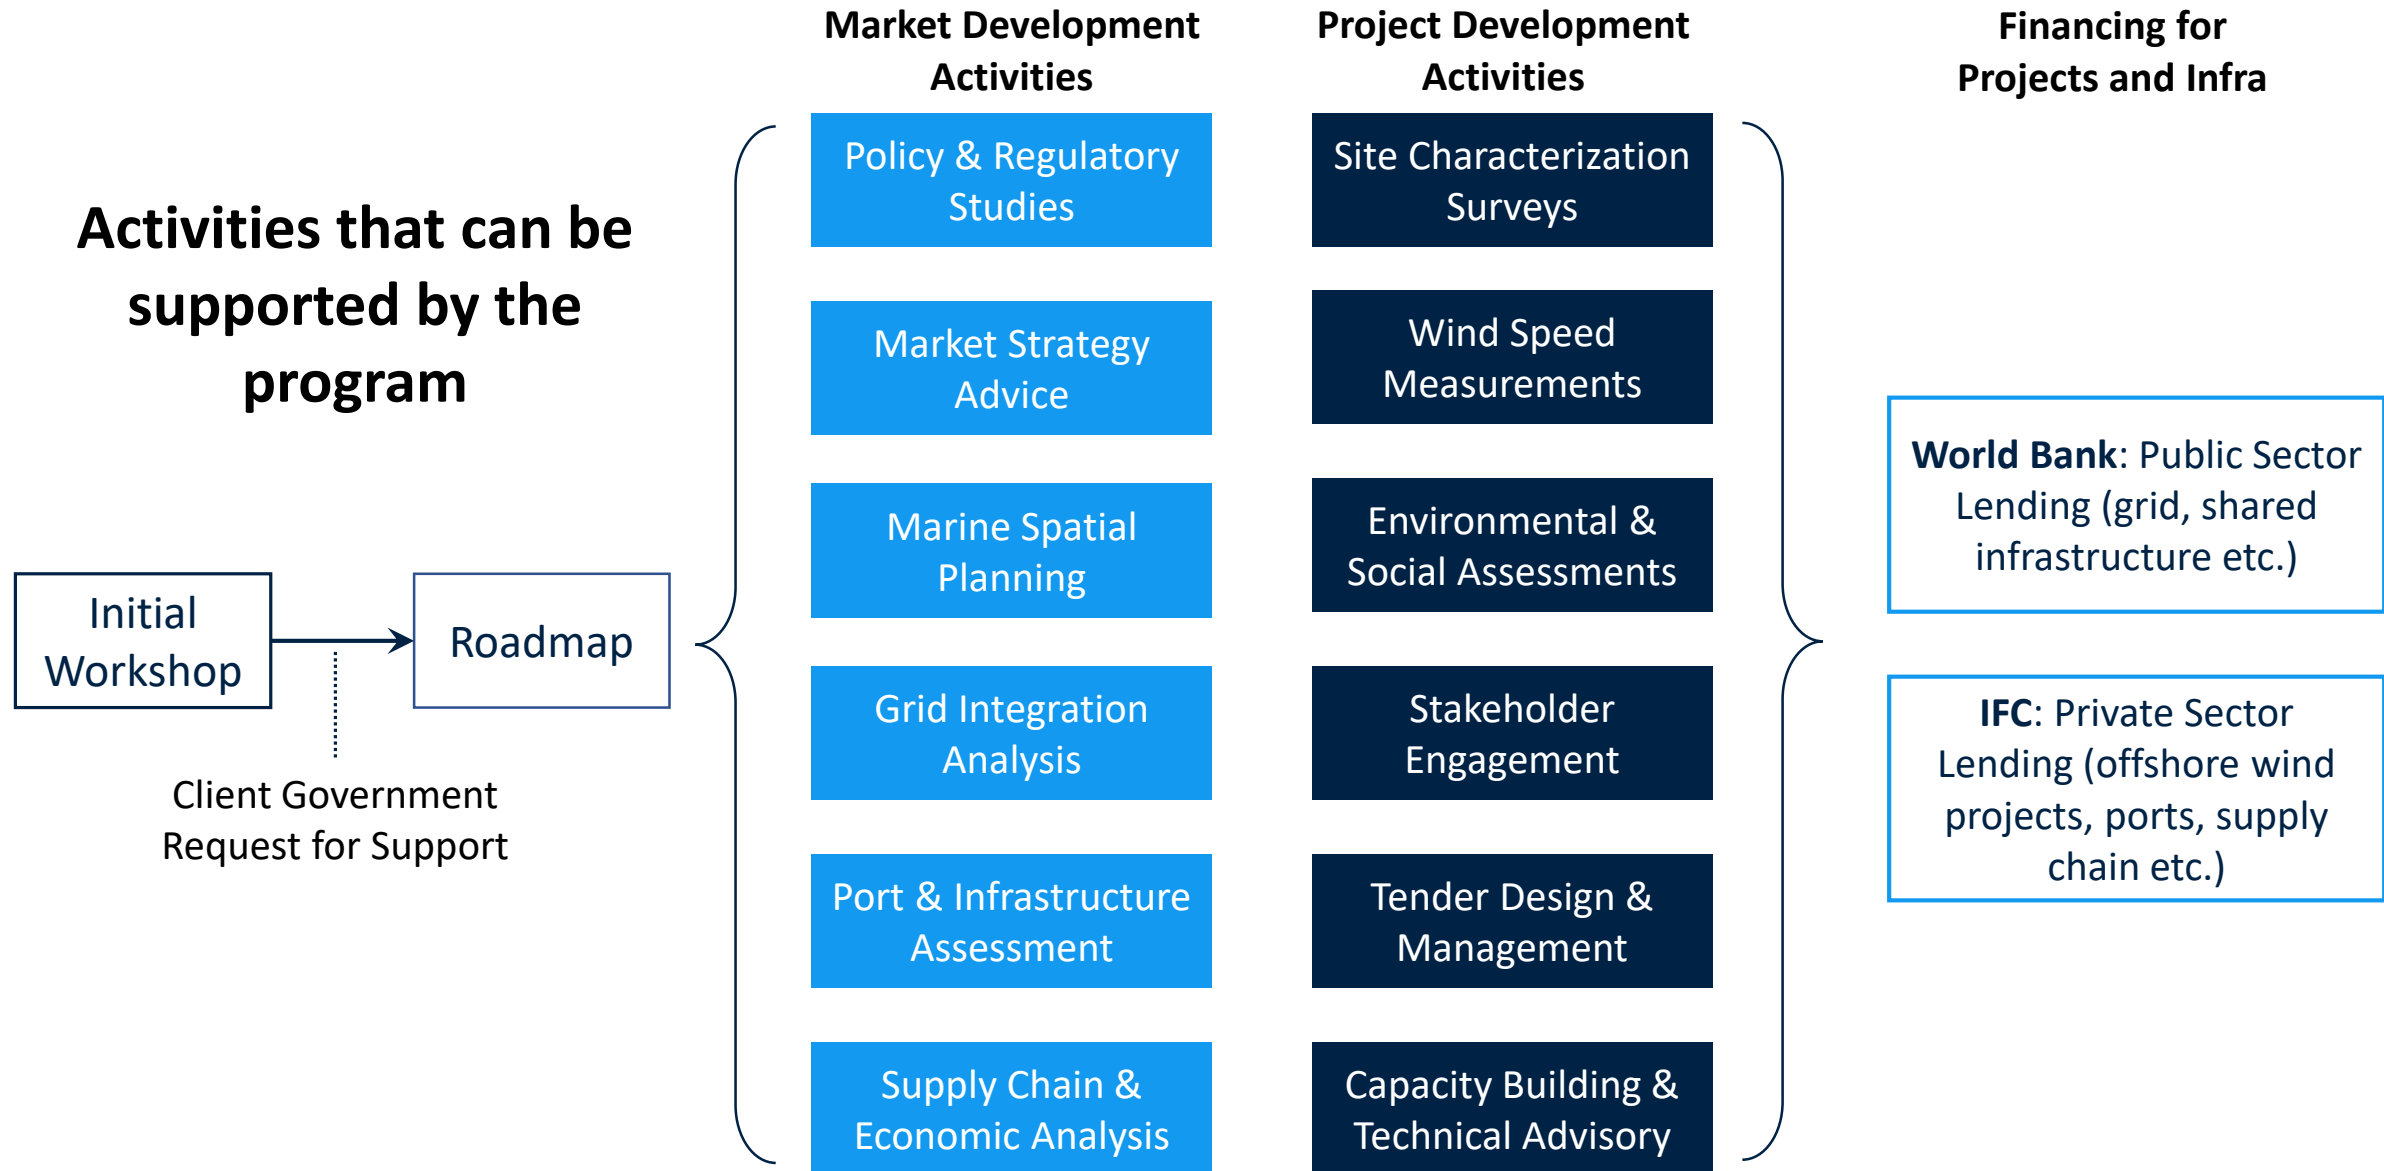 Activities that can be
supported by the
program
Initial
Workshop
Roadmap
Client Government
Request for Support
Market Development
Activities
Policy & Regulatory
Studies
Market Strategy
Advice
Marine Spatial
Planning
Grid Integration
Analysis
Port & Infrastructure
Assessment
Supply Chain &
Economic Analysis
Project Development
Activities
Site Characterization
Surveys
Wind Speed
Measurements
Environmental &
Social Assessments
Stakeholder
Engagement
Tender Design &
Management
Capacity Building &
Technical Advisory
Financing for
Projects and Infra
World Bank: Public Sector
Lending (grid, shared
infrastructure etc.)
IFC: Private Sector
Lending (offshore wind
projects, ports, supply
chain etc.)